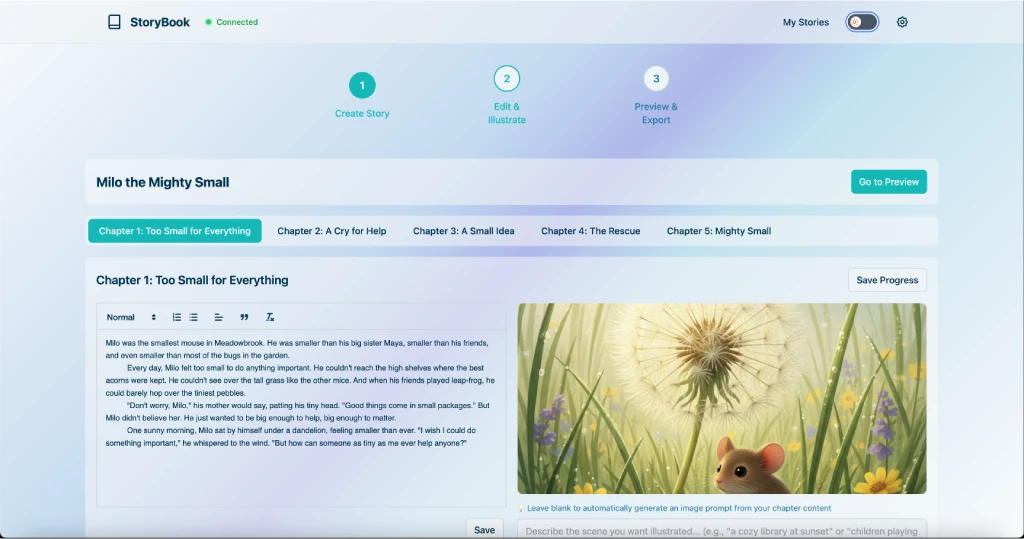 StoryBook
Connected
My Stories
1
Create Story
2
Edit &
Illustrate
3
Preview &
Export
Milo the Mighty Small
Go to Preview
Chapter 1: Too Small for Everything
Chapter 2: A Cry for Help
Chapter 3: A Small Idea
Chapter 4: The Rescue
Chapter 5: Mighty Small
Chapter 1: Too Small for Everything
Save Progress
Normal
Milo was the smallest mouse in Meadowbrook. He was smaller than his big sister Maya, smaller than his friends,
and even smaller than most of the bugs in the garden.
Every day, Milo felt too small to do anything important. He couldn't reach the high shelves where the best
acorns were kept. He couldn't see over the tall grass like the other mice. And when his friends played leap-frog, he
could barely hop over the tiniest pebbles.
"Don't worry, Milo," his mother would say, patting his tiny head. "Good things come in small packages." But
Milo didn't believe her. He just wanted to be big enough to help, big enough to matter.
One sunny morning, Milo sat by himself under a dandelion, feeling smaller than ever. "I wish I could do
something important," he whispered to the wind. "But how can someone as tiny as me ever help anyone?"
Leave blank to automatically generate an image prompt from your chapter content
Save
Describe the scene you want illustrated... (e.g., "a cozy library at sunset" or "children playing